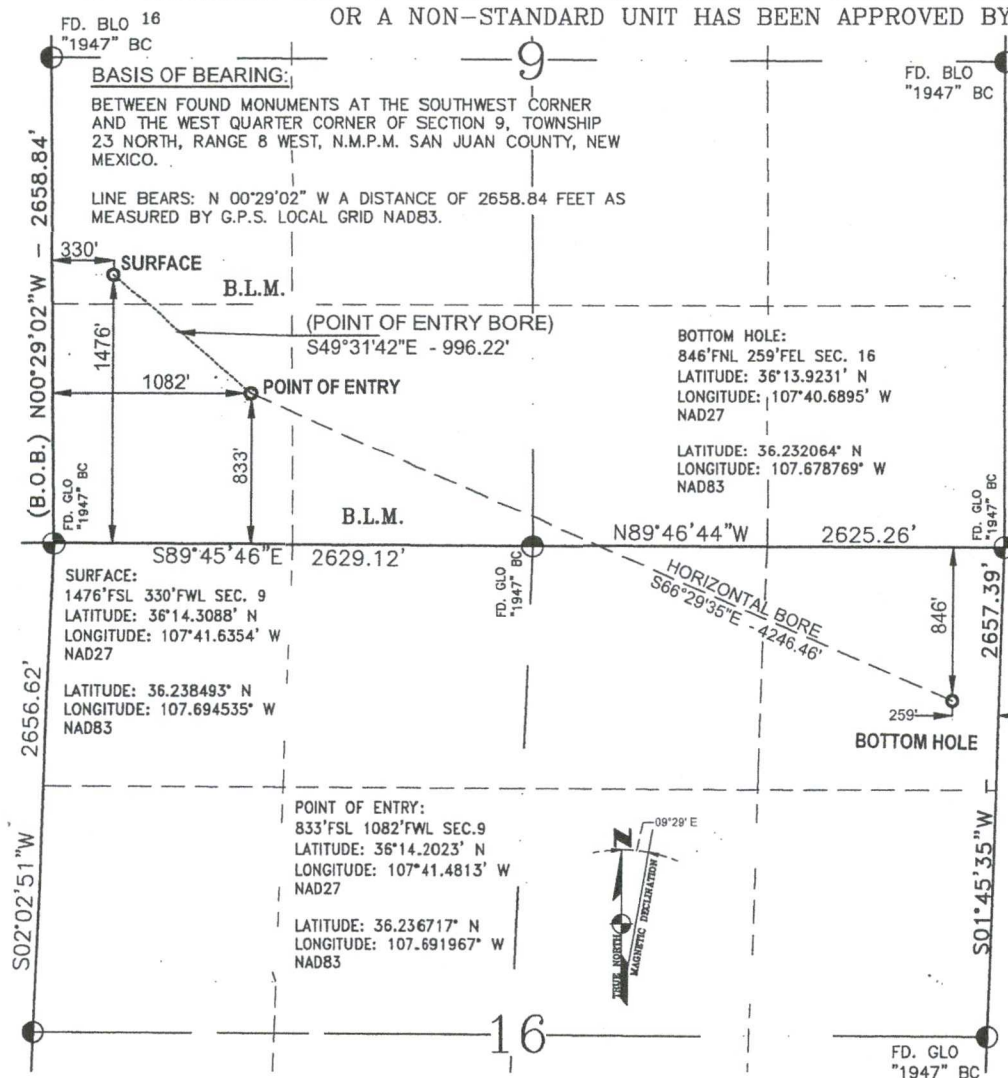 OR A NON-STANDARD UNIT HAS BEEN APPROVED BY
FD. BLO 16
"1947" BC
9
FD. BLO
"1947" BC
BASIS OF BEARING:
BETWEEN FOUND MONUMENTS AT THE SOUTHWEST CORNER
AND THE WEST QUARTER CORNER OF SECTION 9, TOWNSHIP
23 NORTH, RANGE 8 WEST, N.M.P.M. SAN JUAN COUNTY, NEW
MEXICO.
LINE BEARS: N 00°29'02" W A DISTANCE OF 2658.84 FEET AS
MEASURED BY G.P.S. LOCAL GRID NAD83.
(B.O.B.) N00°29'02"W - 2658.84'
330'
SURFACE
B.L.M.
1476'
(POINT OF ENTRY BORE)
S49°31'42"E - 996.22'
1082'
POINT OF ENTRY
833'
BOTTOM HOLE:
846'FNL 259'FEL SEC. 16
LATITUDE: 36°13.9231' N
LONGITUDE: 107°40.6895' W
NAD27
LATITUDE: 36.232064° N
LONGITUDE: 107.678769° W
NAD83
FD. GLO
"1947" BC
B.L.M.
FD. GLO
"1947" BC
S89°45'46"E 2629.12'
N89°46'44"W 2625.26'
FD. GLO
"1947" BC
SURFACE:
1476'FSL 330'FWL SEC. 9
LATITUDE: 36°14.3088' N
LONGITUDE: 107°41.6354' W
NAD27
LATITUDE: 36.238493° N
LONGITUDE: 107.694535° W
NAD83
HORIZONTAL BORE
S66°29'35"E - 4246.46'
846'
259'
BOTTOM HOLE
S02°02'51"W 2656.62'
S01°45'35"W - 2657.39'
POINT OF ENTRY:
833'FSL 1082'FWL SEC.9
LATITUDE: 36°14.2023' N
LONGITUDE: 107°41.4813' W
NAD27
LATITUDE: 36.236717° N
LONGITUDE: 107.691967° W
NAD83
09°29' E
N
TRUE NORTH
MAGNETIC DECLINATION
16
FD. GLO
"1947" BC